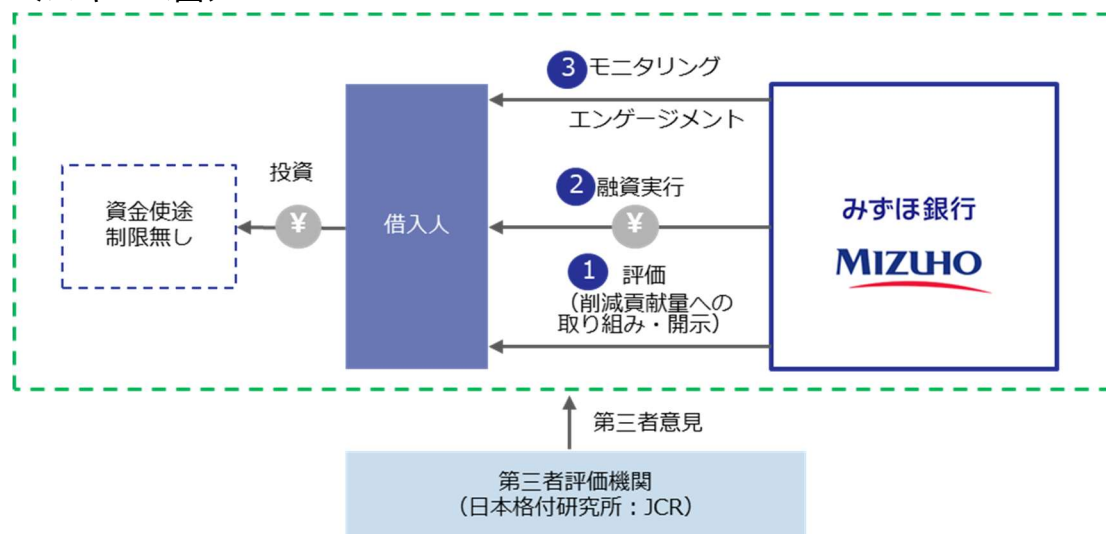 3 モニタリング
エンゲージメント
投資
2 融資実行
資金使途
制限無し
¥
借入人
¥
みずほ銀行
MIZUHO
1 評価
（削減貢献量への
取り組み・開示）
第三者意見
第三者評価機関
（日本格付研究所：JCR）